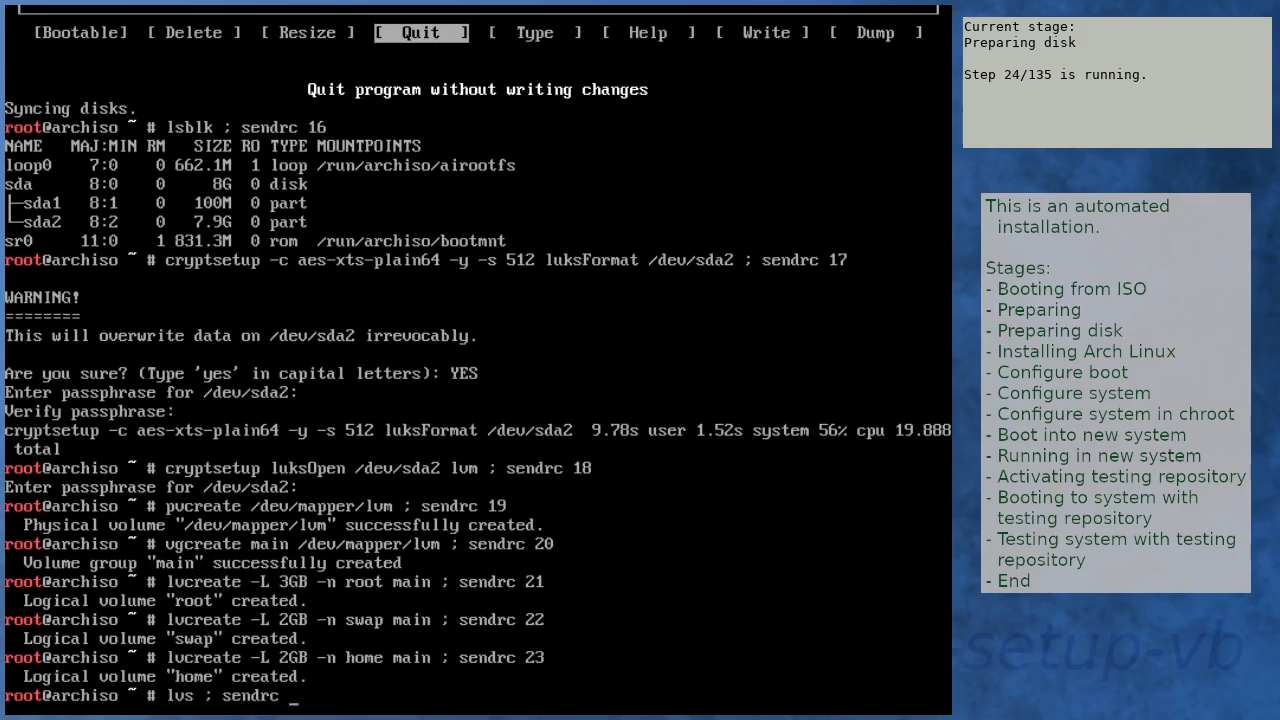 [Bootable]  [ Delete ]  [ Resize ]  [  Quit  ]  [  Type  ]  [  Help  ]  [  Write ]  [  Dump  ]
Quit program without writing changes
Syncing disks.
root@archiso ~ # lsblk ; sendrc 16
NAME   MAJ:MIN RM   SIZE RO TYPE MOUNTPOINTS
loop0    7:0    0 662.1M  1 loop /run/archiso/airootfs
sda      8:0    0     8G  0 disk
├─sda1   8:1    0   100M  0 part
└─sda2   8:2    0   7.9G  0 part
sr0     11:0    1 831.3M  0 rom  /run/archiso/bootmnt
root@archiso ~ # cryptsetup -c aes-xts-plain64 -y -s 512 luksFormat /dev/sda2 ; sendrc 17
WARNING!
========
This will overwrite data on /dev/sda2 irrevocably.
Are you sure? (Type 'yes' in capital letters): YES
Enter passphrase for /dev/sda2:
Verify passphrase:
cryptsetup -c aes-xts-plain64 -y -s 512 luksFormat /dev/sda2  9.78s user 1.52s system 56% cpu 19.888
 total
root@archiso ~ # cryptsetup luksOpen /dev/sda2 lvm ; sendrc 18
Enter passphrase for /dev/sda2:
root@archiso ~ # pvcreate /dev/mapper/lvm ; sendrc 19
  Physical volume "/dev/mapper/lvm" successfully created.
root@archiso ~ # vgcreate main /dev/mapper/lvm ; sendrc 20
  Volume group "main" successfully created
root@archiso ~ # lvcreate -L 3GB -n root main ; sendrc 21
  Logical volume "root" created.
root@archiso ~ # lvcreate -L 2GB -n swap main ; sendrc 22
  Logical volume "swap" created.
root@archiso ~ # lvcreate -L 2GB -n home main ; sendrc 23
  Logical volume "home" created.
root@archiso ~ # lvs ; sendrc _
Current stage:
Preparing disk
Step 24/135 is running.
This is an automated
installation.
Stages:
- Booting from ISO
- Preparing
- Preparing disk
- Installing Arch Linux
- Configure boot
- Configure system
- Configure system in chroot
- Boot into new system
- Running in new system
- Activating testing repository
- Booting to system with
testing repository
- Testing system with testing
repository
- End
-setup-vb